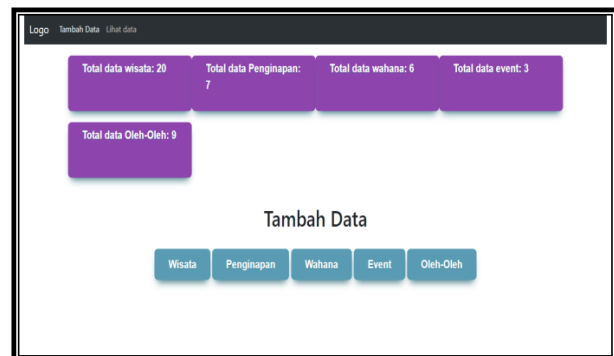 Logo Tambah Data Lihat data
Total data wisata: 20
Total data Penginapan:
7
Total data wahana: 6
Total data event: 3
Total data Oleh-Oleh: 9
Tambah Data
Wisata Penginapan Wahana Event Oleh-Oleh